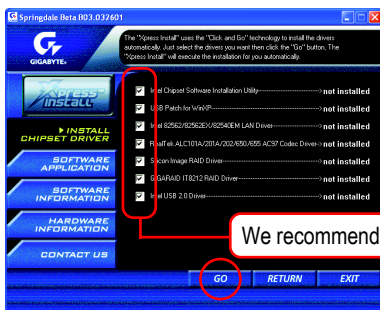 Springdale Beta B03.032601
GIGABYTE
The "Xpress Install" uses the "Click and Go" technology to install the drivers
automatically. Just select the drivers you want then click the "Go" button, The
"Xpress Install" will execute the installation for you automatically.
Xpress
INSTALL
Intel Chipset Software Installation Utility not installed
USB Patch for WinXP not installed
Intel 82562/82562EX/82540EM LAN Driver not installed
RealTek ALC101A/201A/202/650/655 AC97 Codec Driver not installed
Silicon Image RAID Driver not installed
GIGARAID IT8212 RAID Driver not installed
Intel USB 2.0 Driver not installed
INSTALL
CHIPSET DRIVER
SOFTWARE
APPLICATION
SOFTWARE
INFORMATION
HARDWARE
INFORMATION
CONTACT US
We recommend
GO RETURN EXIT